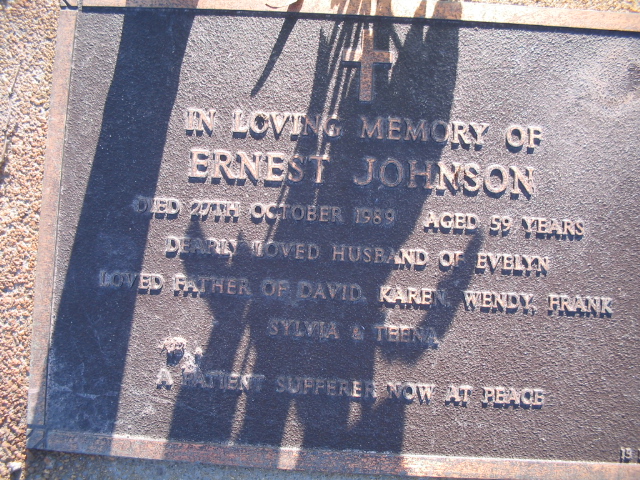 IN LOVING MEMORY OF
ERNEST JOHNSON
DIED 27TH OCTOBER 1989 AGED 59 YEARS
DEARLY LOVED HUSBAND OF EVELYN
LOVED FATHER OF DAVID, KAREN, WENDY, FRANK
SYLVIA & TEENA
A PATIENT SUFFERER NOW AT PEACE